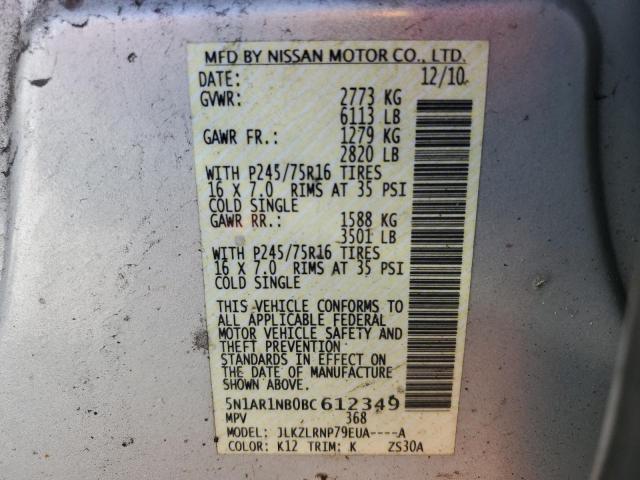 MFD BY NISSAN MOTOR CO., LTD.
DATE: 12/10
GVWR: 2773 KG
6113 LB
GAWR FR.: 1279 KG
2820 LB
WITH P245/75R16 TIRES
16 X 7.0 RIMS AT 35 PSI
COLD SINGLE
GAWR RR.: 1588 KG
3501 LB
WITH P245/75R16 TIRES
16 X 7.0 RIMS AT 35 PSI
COLD SINGLE
THIS VEHICLE CONFORMS TO
ALL APPLICABLE FEDERAL
MOTOR VEHICLE SAFETY AND
THEFT PREVENTION
STANDARDS IN EFFECT ON
THE DATE OF MANUFACTURE
SHOWN ABOVE.
5N1AR1NB0BC612349
MPV 368
MODEL: JLKZLRNP79EUA----A
COLOR: K12 TRIM: K ZS30A